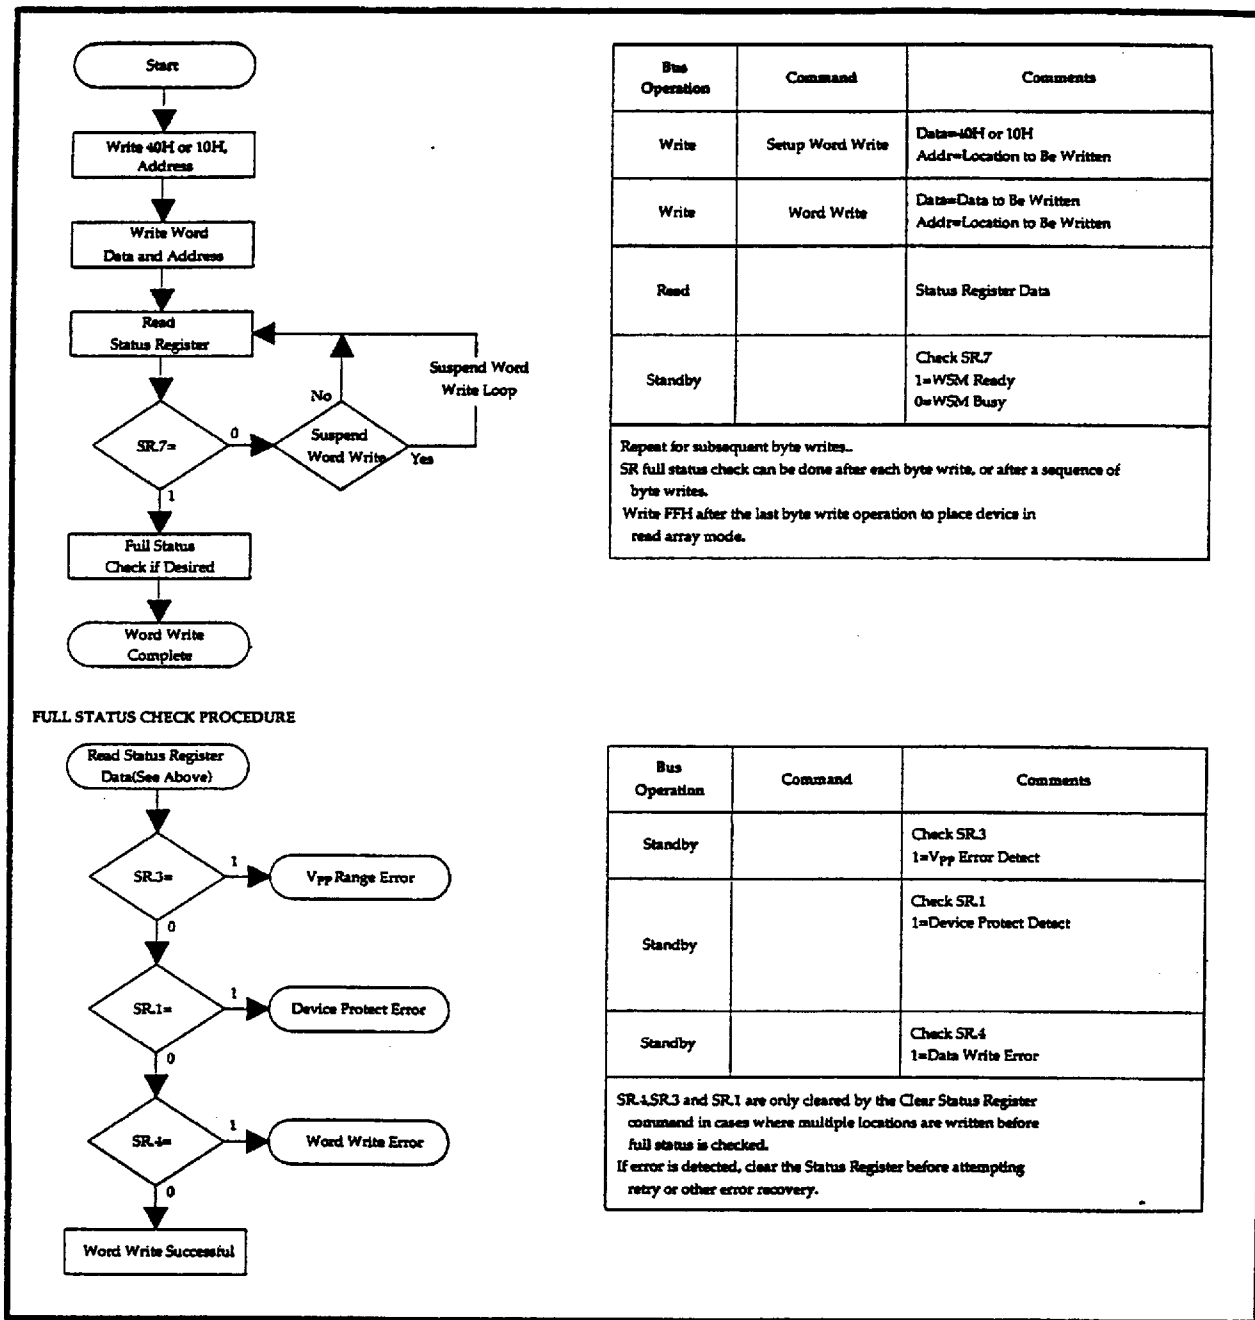 Start
Write 40H or 10H,
Address
Write Word
Data and Address
Read
Status Register
Suspend Word
Write Loop
No
SR.7=
0
Suspend
Word Write
Yes
1
Full Status
Check if Desired
Word Write
Complete
Bus
Operation
Command
Comments
Write
Setup Word Write
Data=40H or 10H
Addr=Location to Be Written
Write
Word Write
Data=Data to Be Written
Addr=Location to Be Written
Read
Status Register Data
Standby
Check SR.7
1=WSM Ready
0=WSM Busy
Repeat for subsequent byte writes..
SR full status check can be done after each byte write, or after a sequence of
byte writes.
Write FFH after the last byte write operation to place device in
read array mode.
FULL STATUS CHECK PROCEDURE
Read Status Register
Data(See Above)
SR.3=
1
VPP Range Error
0
SR.1=
1
Device Protect Error
0
SR.4=
1
Word Write Error
0
Word Write Successful
Bus
Operation
Command
Comments
Standby
Check SR.3
1=VPP Error Detect
Standby
Check SR.1
1=Device Protect Detect
Standby
Check SR.4
1=Data Write Error
SR.4,SR.3 and SR.1 are only cleared by the Clear Status Register
command in cases where multiple locations are written before
full status is checked.
If error is detected, clear the Status Register before attempting
retry or other error recovery.